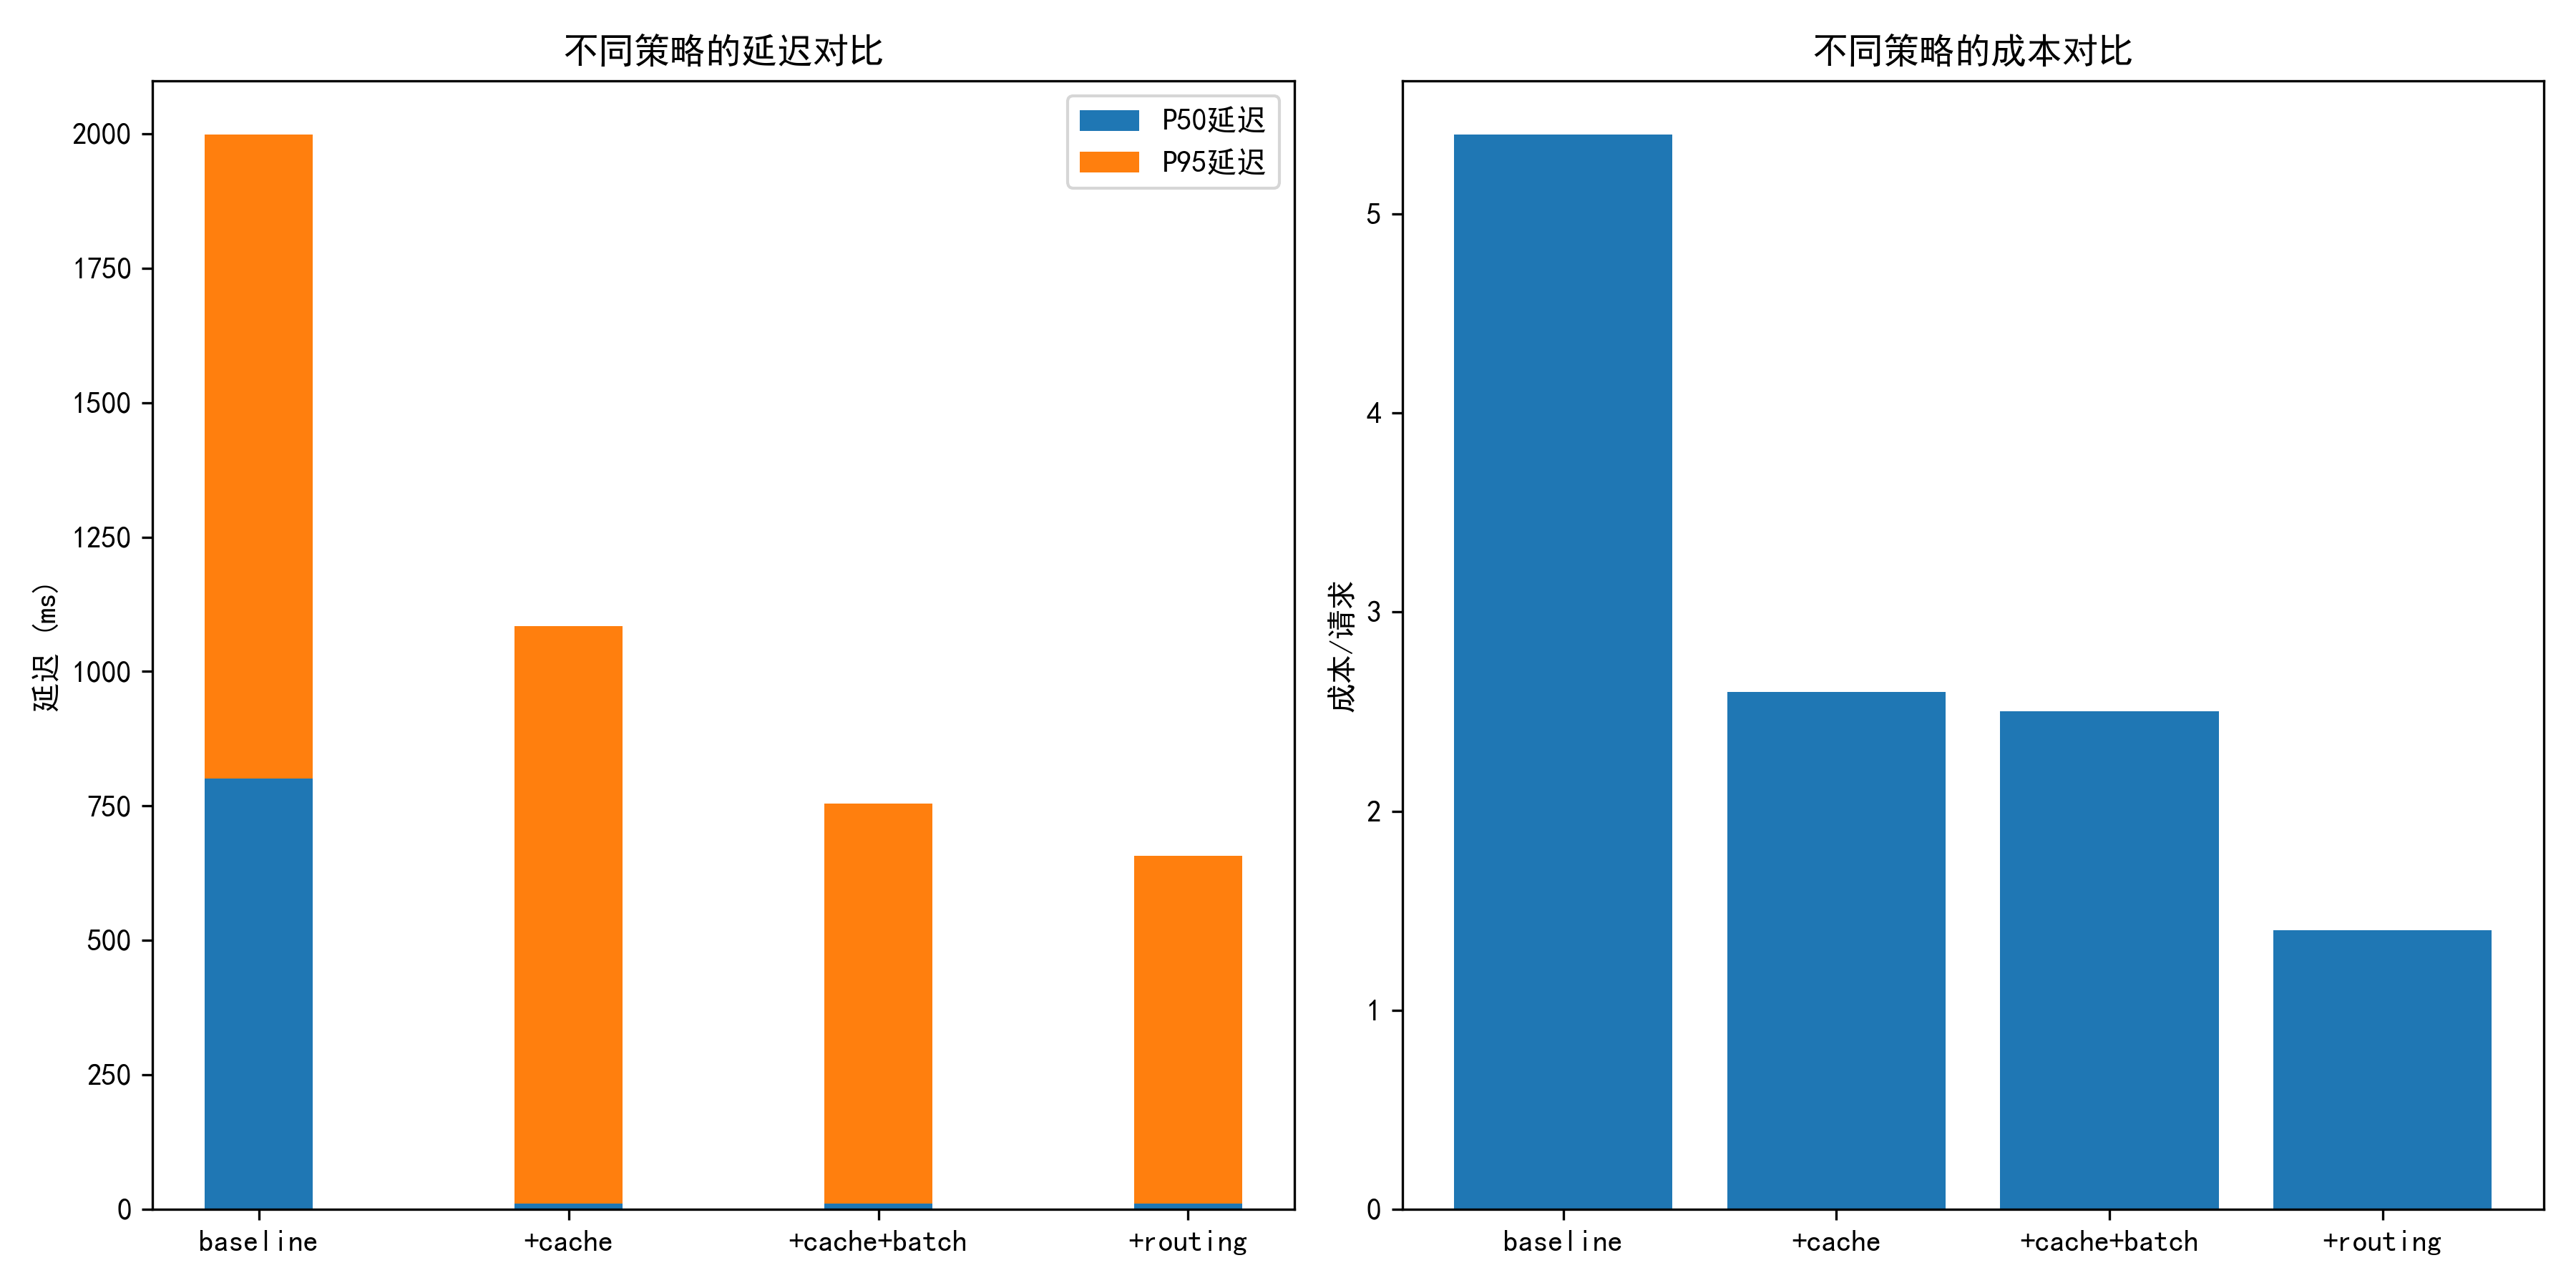 不同策略的延迟对比
延迟 (ms)
2000
1750
1500
1250
1000
750
500
250
0
P50延迟
P95延迟
baseline
+cache
+cache+batch
+routing
不同策略的成本对比
成本/请求
5
4
3
2
1
0
baseline
+cache
+cache+batch
+routing